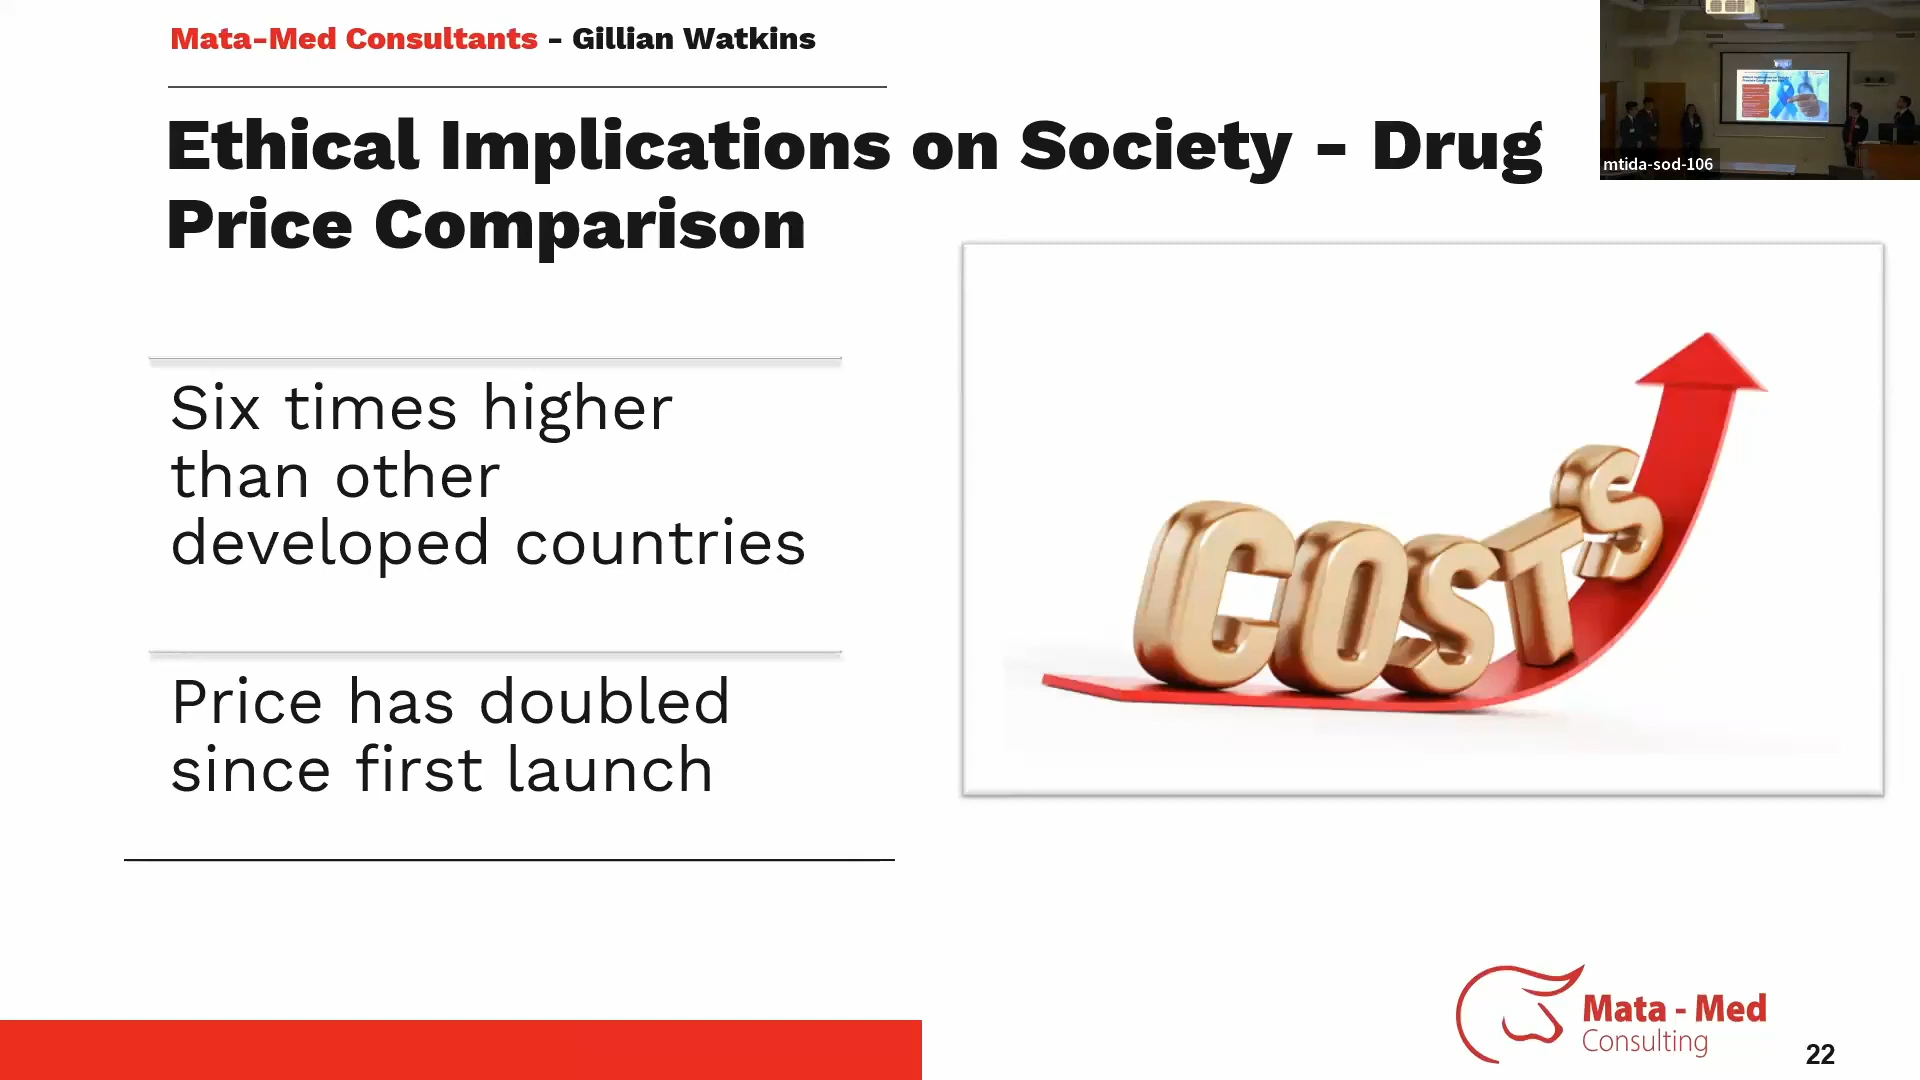 Mata-Med Consultants - Gillian Watkins
Ethical Implications on Society - Drug
Price Comparison
mtida-sod-106
Six times higher
than other
developed countries
Price has doubled
since first launch
COSTS
Mata - Med
Consulting
22